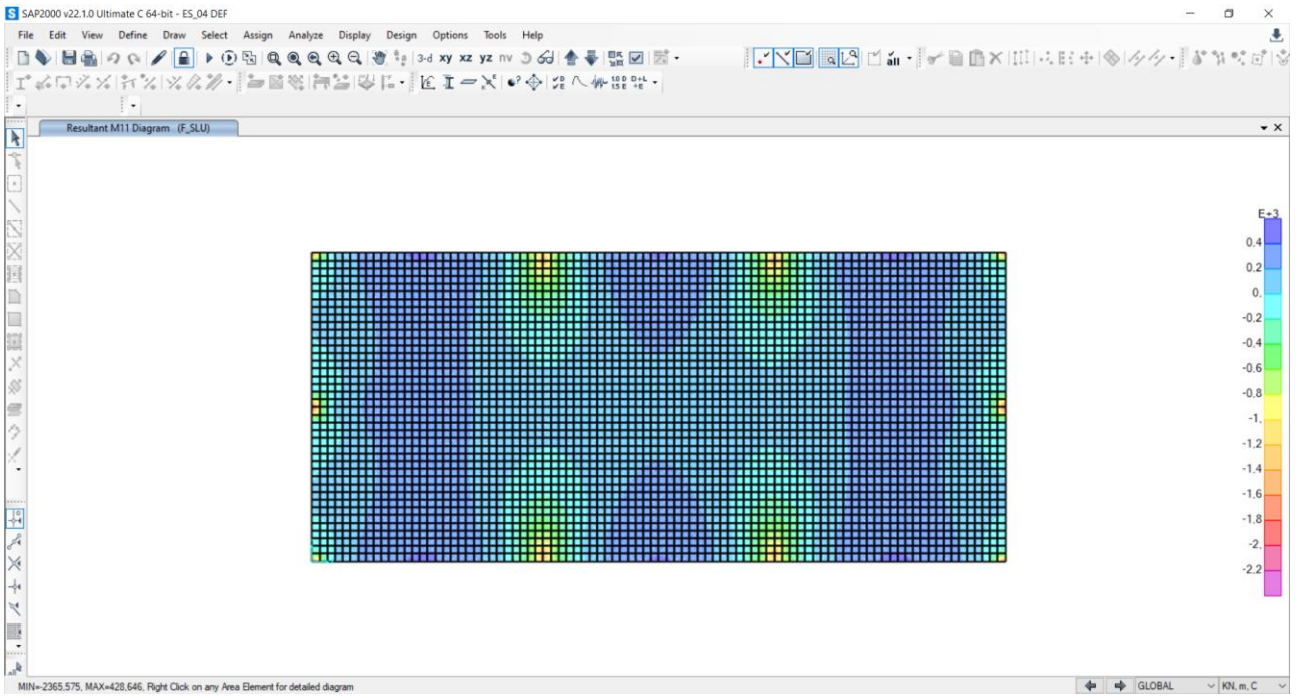 SAP2000 v22.1.0 Ultimate C 64-bit - ES_04 DEF
File Edit View Define Draw Select Assign Analyze Display Design Options Tools Help
3-d xy xz yz nv
all
Resultant M11 Diagram (F_SLU)
E+3
0.4
0.2
0.
-0.2
-0.4
-0.6
-0.8
-1.
-1.2
-1.4
-1.6
-1.8
-2.
-2.2
MIN=-2365,575, MAX=428,646, Right Click on any Area Element for detailed diagram
GLOBAL
KN, m, C